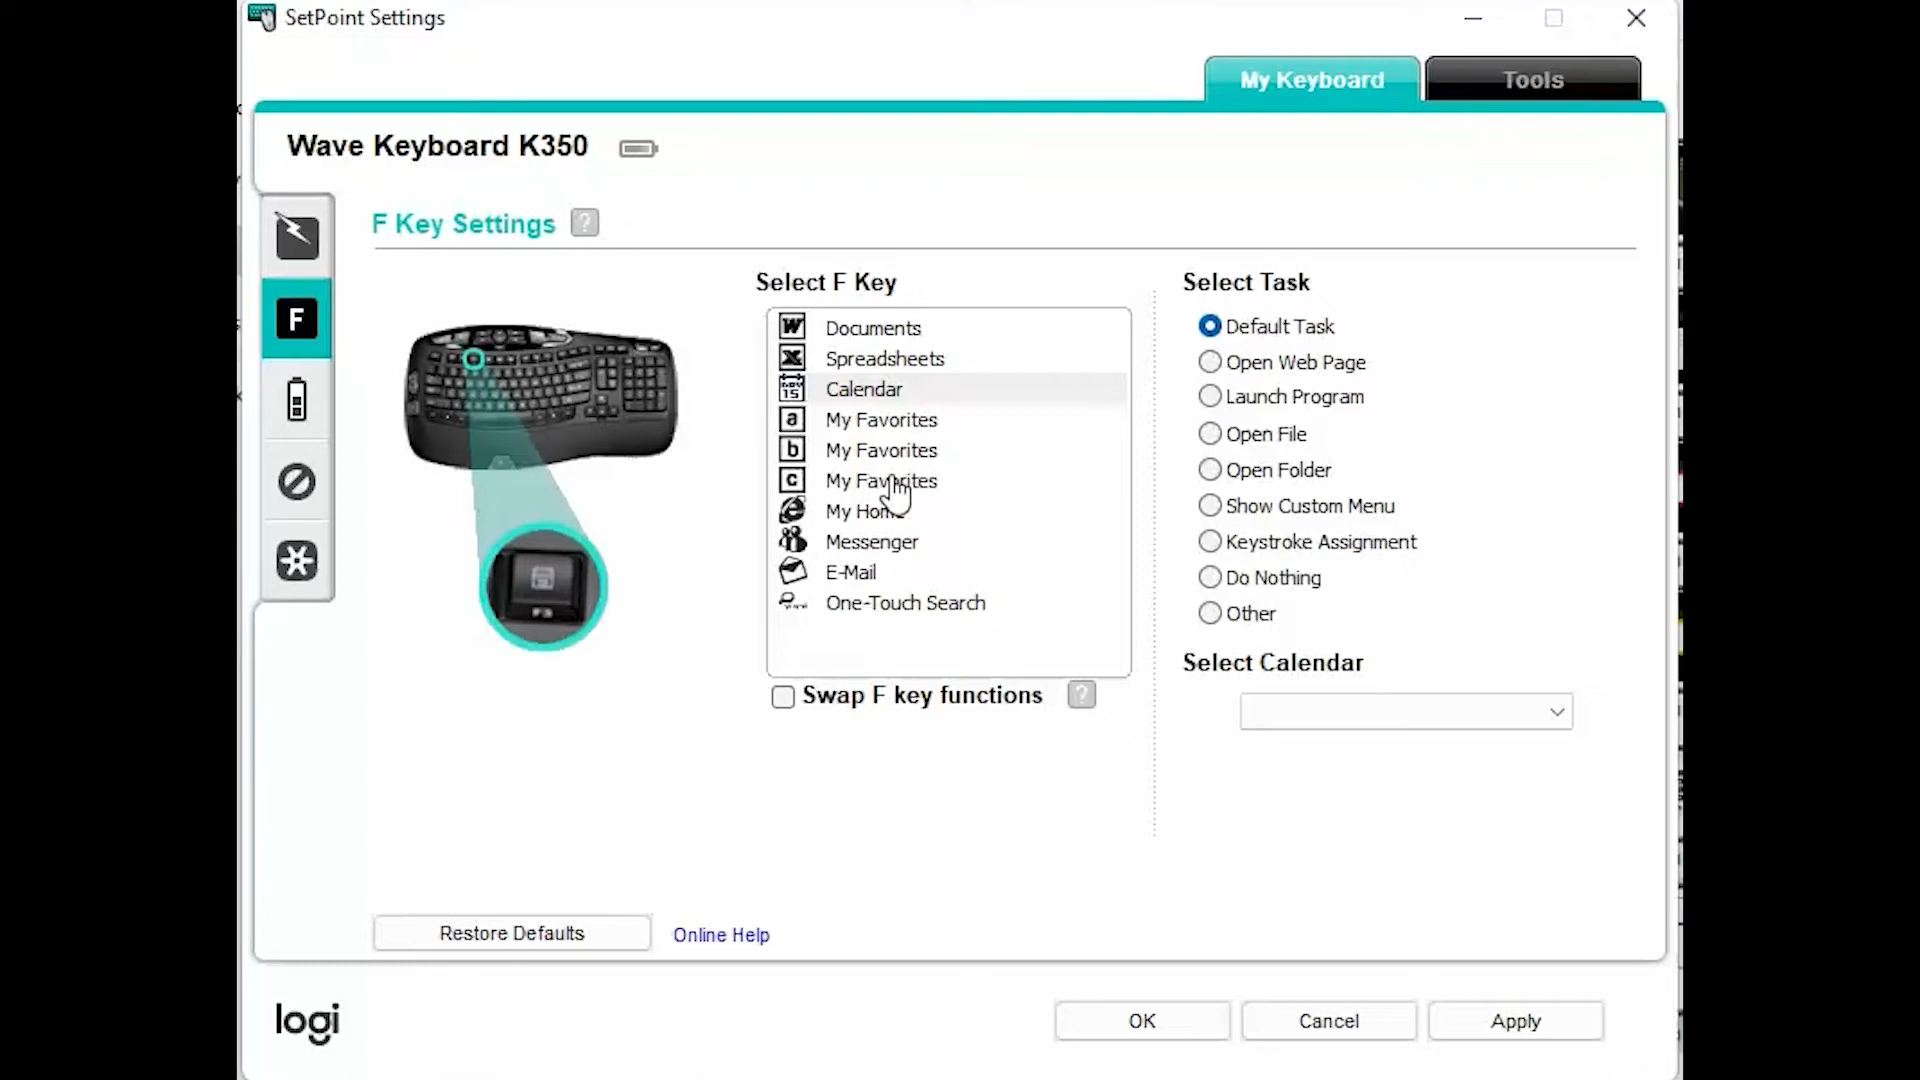 SetPoint Settings
My Keyboard
Tools
Wave Keyboard K350
F
F Key Settings ?
Select F Key
Documents
Spreadsheets
Calendar
a My Favorites
b My Favorites
c My Favorites
My Home
Messenger
E-Mail
One-Touch Search
Swap F key functions ?
Select Task
Default Task
Open Web Page
Launch Program
Open File
Open Folder
Show Custom Menu
Keystroke Assignment
Do Nothing
Other
Select Calendar
Restore Defaults
Online Help
logi
OK
Cancel
Apply